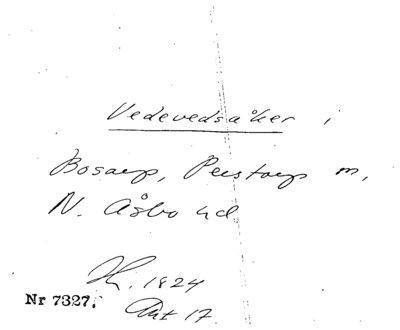 Vedevedsåker i
Bosarp, Perstorp m,
N. Åsbo hd
H. 1824
Nr 7327.
Akt 17